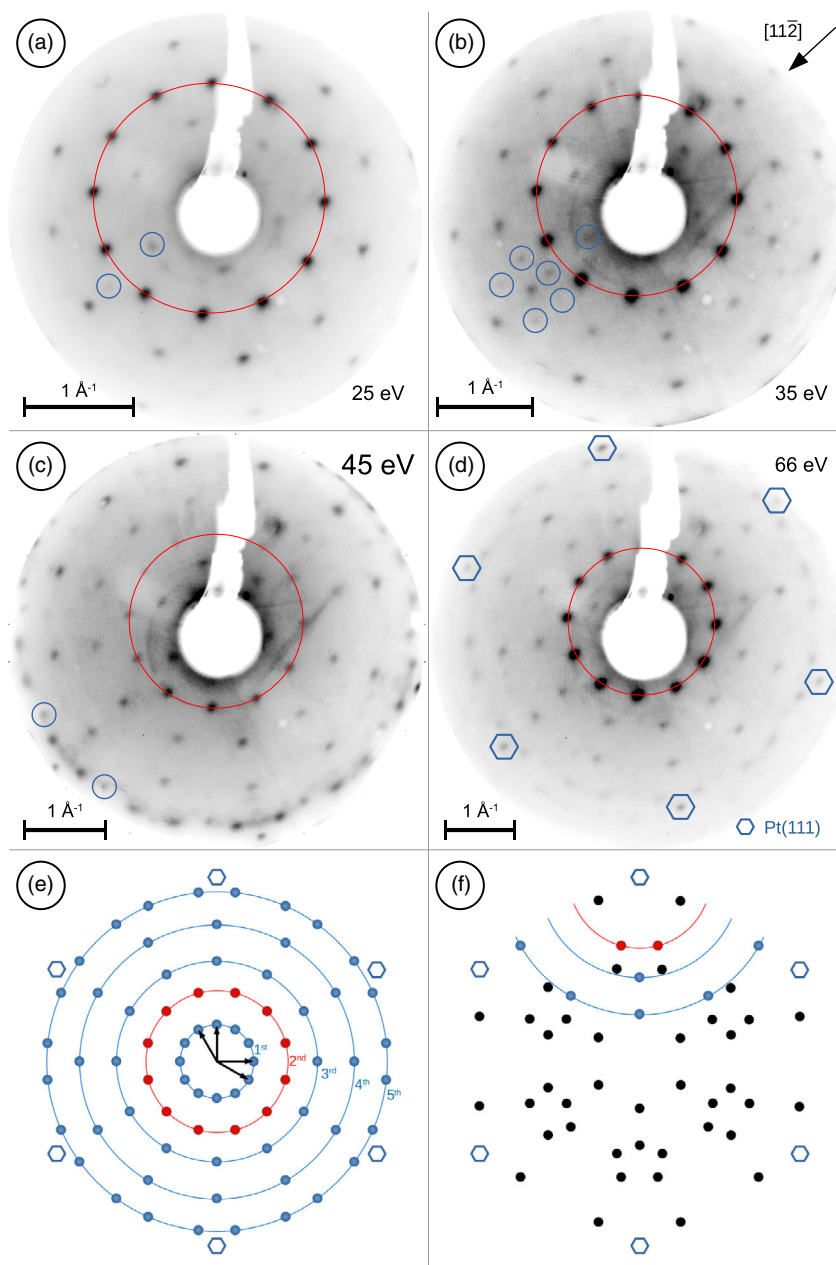 (a)
25 eV
1 Å⁻¹
(b)
[112̅]
35 eV
1 Å⁻¹
(c)
45 eV
1 Å⁻¹
(d)
66 eV
1 Å⁻¹
Pt(111)
(e)
1st
2nd
3rd
4th
5th
(f)